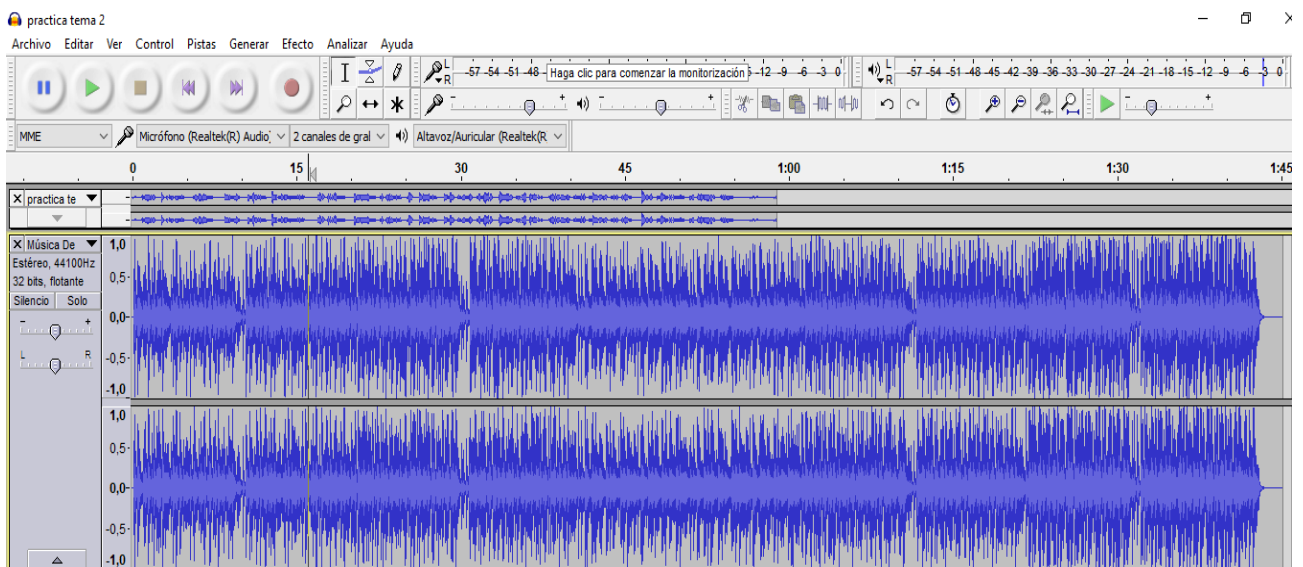 practica tema 2
Archivo Editar Ver Control Pistas Generar Efecto Analizar Ayuda
L
R
-57 -54 -51 -48 - Haga clic para comenzar la monitorización -12 -9 -6 -3 0
L
R
-57 -54 -51 -48 -45 -42 -39 -36 -33 -30 -27 -24 -21 -18 -15 -12 -9 -6 -3 0
MME Micrófono (Realtek(R) Audio) 2 canales de gral Altavoz/Auricular (Realtek(R
0 15 30 45 1:00 1:15 1:30 1:45
X practica te
X Música De
Estéreo, 44100Hz
32 bits, flotante
Silencio Solo
- +
L R
1,0
0,5-
0,0-
-0,5-
-1,0
1,0
0,5-
0,0-
-0,5-
-1,0